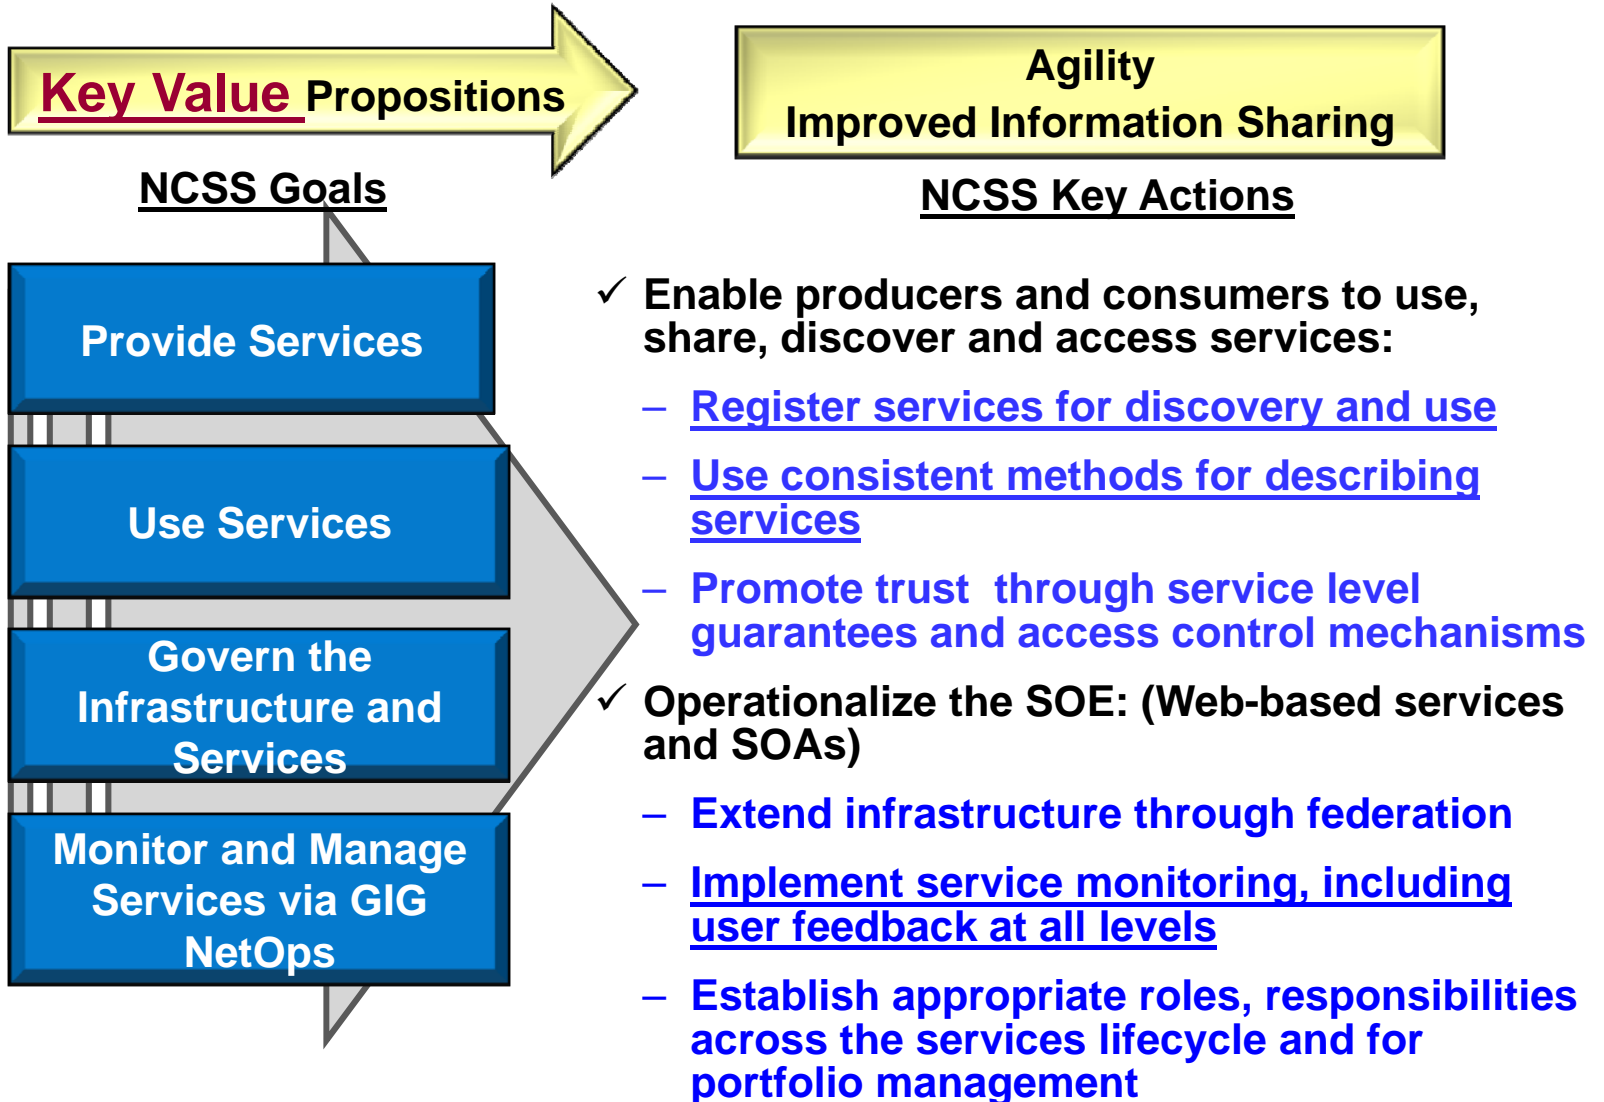 Key Value Propositions
Agility
Improved Information Sharing
NCSS Goals
Provide Services
Use Services
Govern the
Infrastructure and
Services
Monitor and Manage
Services via GIG
NetOps
NCSS Key Actions
✓ Enable producers and consumers to use,
share, discover and access services:
– Register services for discovery and use
– Use consistent methods for describing
services
– Promote trust through service level
guarantees and access control mechanisms
✓ Operationalize the SOE: (Web-based services
and SOAs)
– Extend infrastructure through federation
– Implement service monitoring, including
user feedback at all levels
– Establish appropriate roles, responsibilities
across the services lifecycle and for
portfolio management